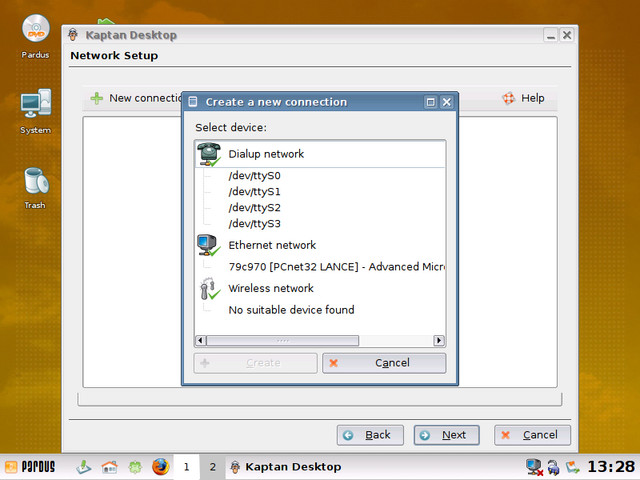 Pardus
System
Trash
Kaptan Desktop
Network Setup
New connectio
Help
Create a new connection
Select device:
Dialup network
/dev/ttyS0
/dev/ttyS1
/dev/ttyS2
/dev/ttyS3
Ethernet network
79c970 [PCnet32 LANCE] - Advanced Micr
Wireless network
No suitable device found
Create
Cancel
Back
Next
Cancel
PARDUS
1
2
Kaptan Desktop
13:28